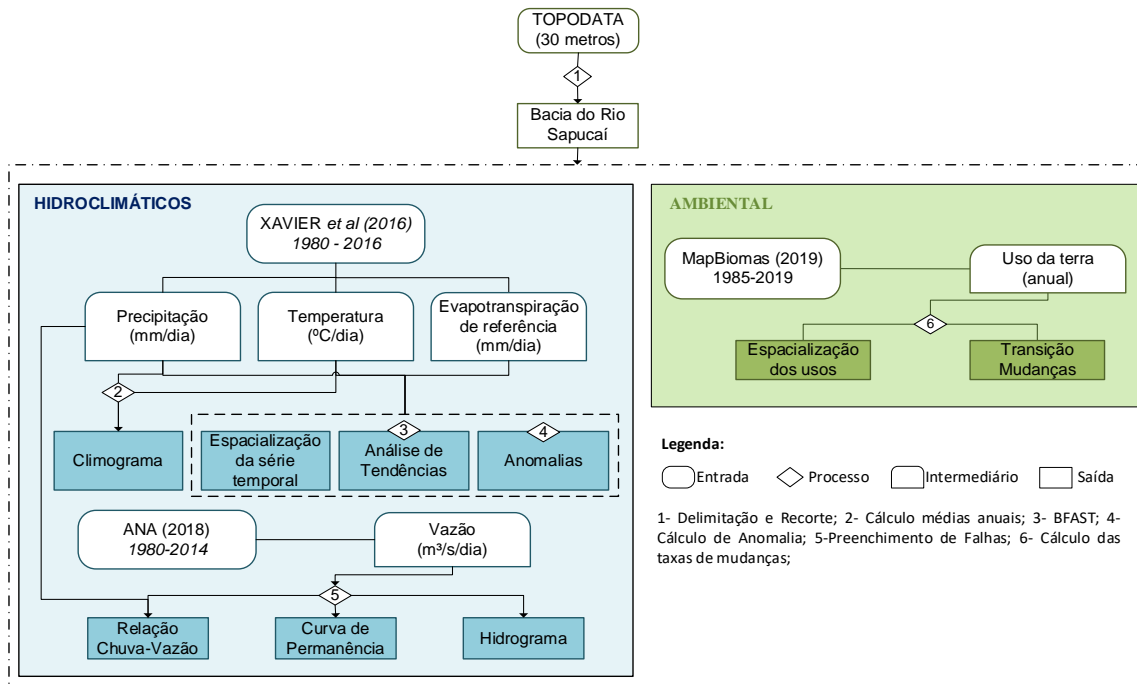 TOPODATA
(30 metros)
1
Bacia do Rio
Sapucaí
HIDROCLIMÁTICOS
XAVIER et al (2016)
1980 - 2016
Precipitação
(mm/dia)
Temperatura
(ºC/dia)
Evapotranspiração
de referência
(mm/dia)
2
3
4
Climograma
Espacialização
da série
temporal
Análise de
Tendências
Anomalias
ANA (2018)
1980-2014
Vazão
(m³/s/dia)
5
Relação
Chuva-Vazão
Curva de
Permanência
Hidrograma
AMBIENTAL
MapBiomas (2019)
1985-2019
Uso da terra
(anual)
6
Espacialização
dos usos
Transição
Mudanças
Legenda:
Entrada
Processo
Intermediário
Saída
1- Delimitação e Recorte; 2- Cálculo médias anuais; 3- BFAST; 4-
Cálculo de Anomalia; 5-Preenchimento de Falhas; 6- Cálculo das
taxas de mudanças;